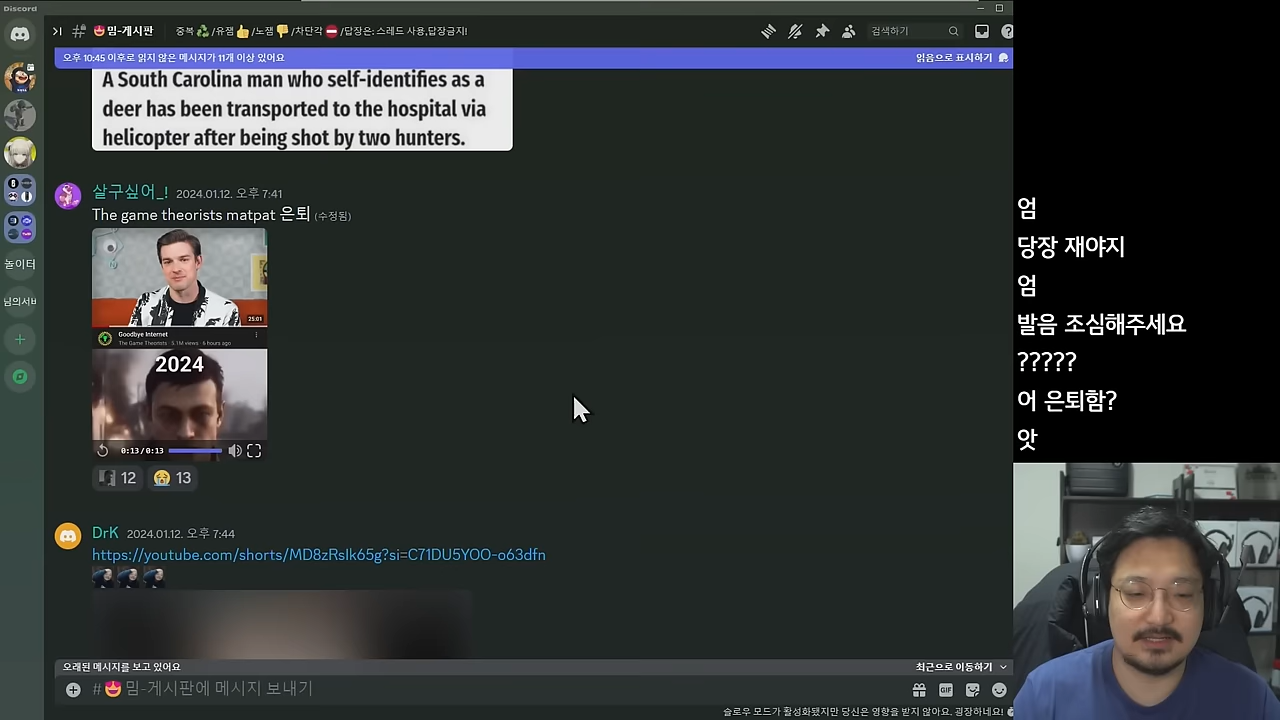 Discord
밈-게시판
중복 /유잼 /노잼 /차단각 /답장은: 스레드 사용,답장금지!
검색하기
오후 10:45 이후로 읽지 않은 메시지가 11개 이상 있어요
읽음으로 표시하기
A South Carolina man who self-identifies as a
deer has been transported to the hospital via
helicopter after being shot by two hunters.
살구싶어_! 2024.01.12. 오후 7:41
The game theorists matpat 은퇴 (수정됨)
25:01
Goodbye Internet
The Game Theorists · 5.1M views · 6 hours ago
2024
0:13/0:13
12 13
DrK 2024.01.12. 오후 7:44
https://youtube.com/shorts/MD8zRsIk65g?si=C71DU5YOO-o63dfn
오래된 메시지를 보고 있어요
최근으로 이동하기
#밈-게시판에 메시지 보내기
GIF
슬로우 모드가 활성화됐지만 당신은 영향을 받지 않아요. 굉장하네요!
놀이터
님의서버
엄
당장 재야지
엄
발음 조심해주세요
?????
어 은퇴함?
앗